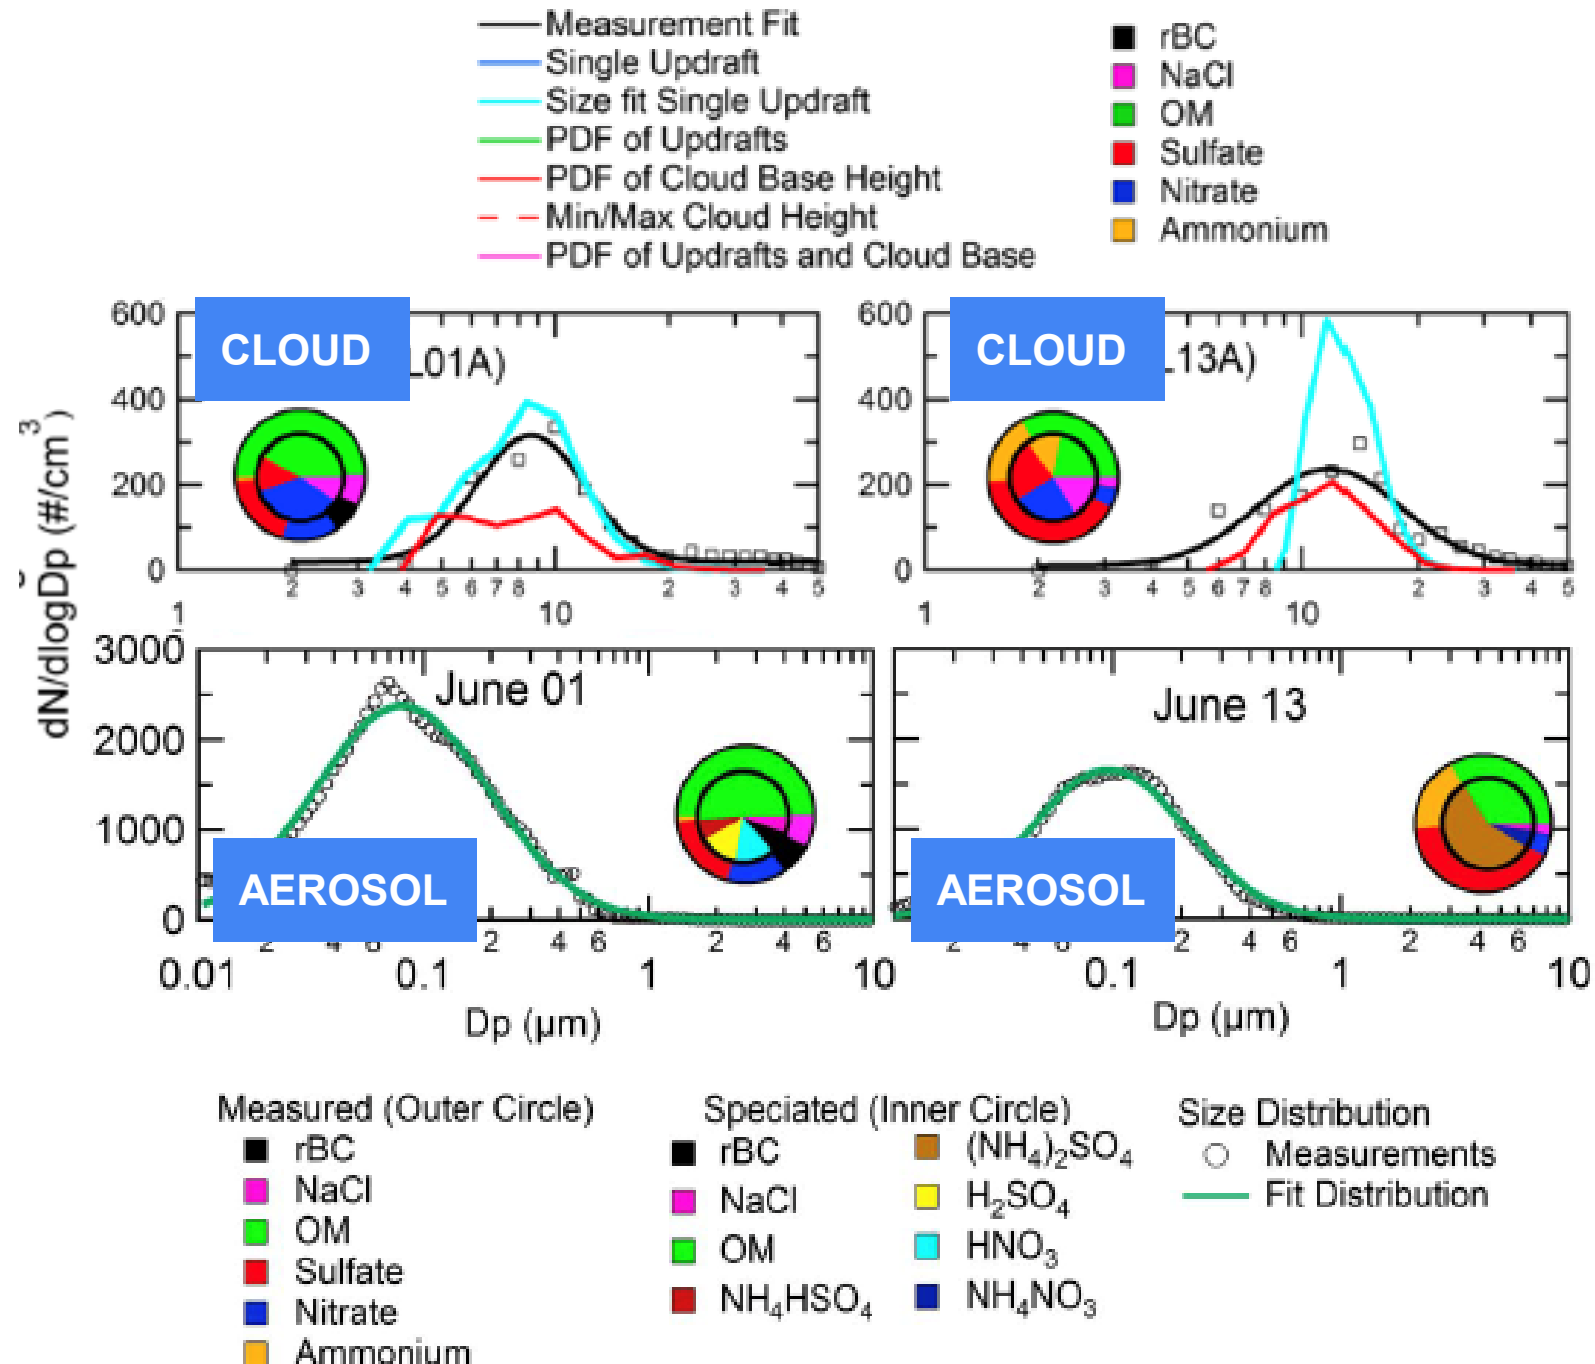 Measurement Fit
Single Updraft
Size fit Single Updraft
PDF of Updrafts
PDF of Cloud Base Height
Min/Max Cloud Height
PDF of Updrafts and Cloud Base
rBC
NaCl
OM
Sulfate
Nitrate
Ammonium
dN/dlogDp (#/cm³)
600
400
200
0
CLOUD
L01A)
2 3 4 5 6 7 8 2 3 4 5
1 10
600
400
200
0
CLOUD
L13A)
2 3 4 5 6 7 8 2 3 4 5
1 10
3000
2000
1000
0
June 01
AEROSOL
2 4 6 2 4 6 2 4 6
0.01 0.1 1 10
Dp (µm)
June 13
AEROSOL
2 4 6 2 4 6 2 4 6
0.1 1 10
Dp (µm)
Measured (Outer Circle)
rBC
NaCl
OM
Sulfate
Nitrate
Ammonium
Speciated (Inner Circle)
rBC
NaCl
OM
NH₄HSO₄
(NH₄)₂SO₄
H₂SO₄
HNO₃
NH₄NO₃
Size Distribution
Measurements
Fit Distribution